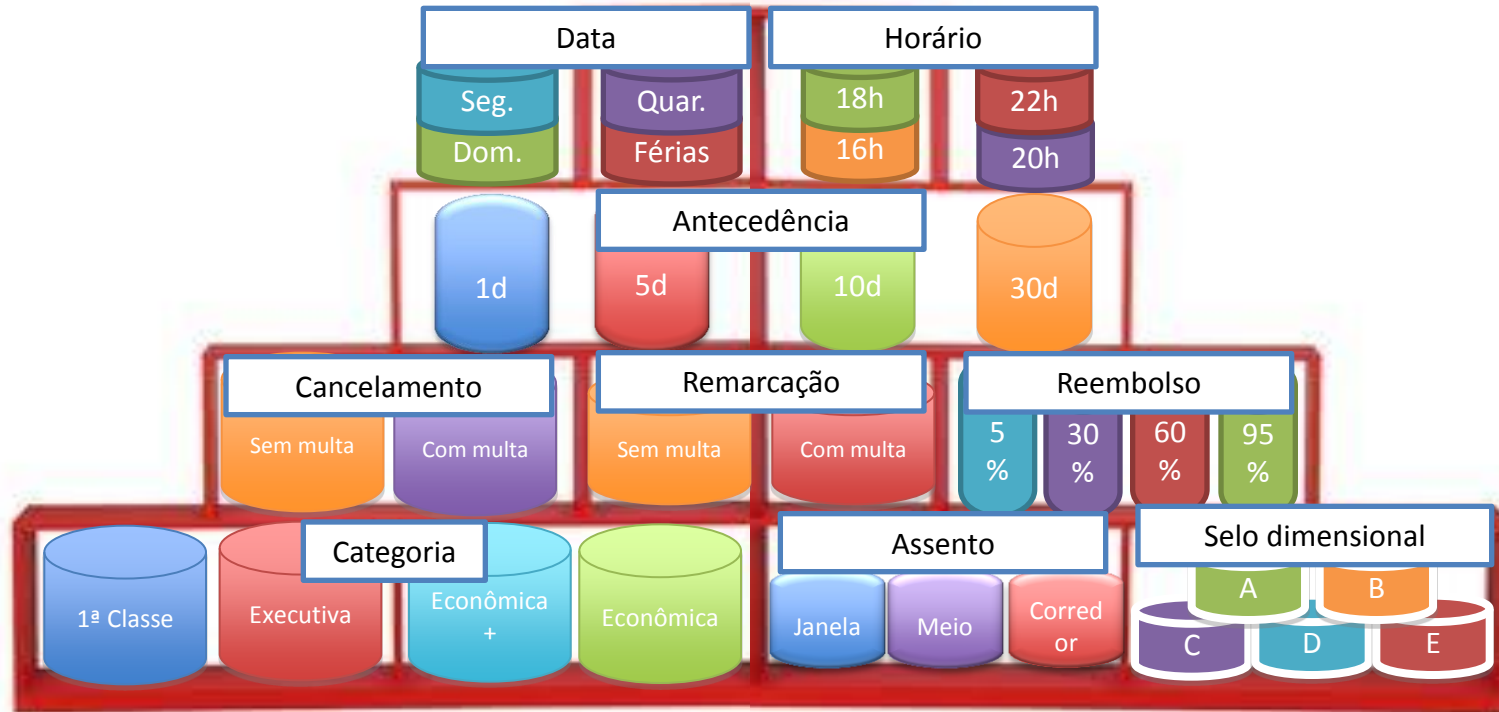 Data
Horário
Seg.
Quar.
18h
22h
Dom.
Férias
16h
20h
Antecedência
1d
5d
10d
30d
Cancelamento
Remarcação
Reembolso
Sem multa
Com multa
Sem multa
Com multa
5
%
30
%
60
%
95
%
Categoria
Assento
Selo dimensional
1ª Classe
Executiva
Econômica
+
Econômica
Janela
Meio
Corred
or
A
B
C
D
E